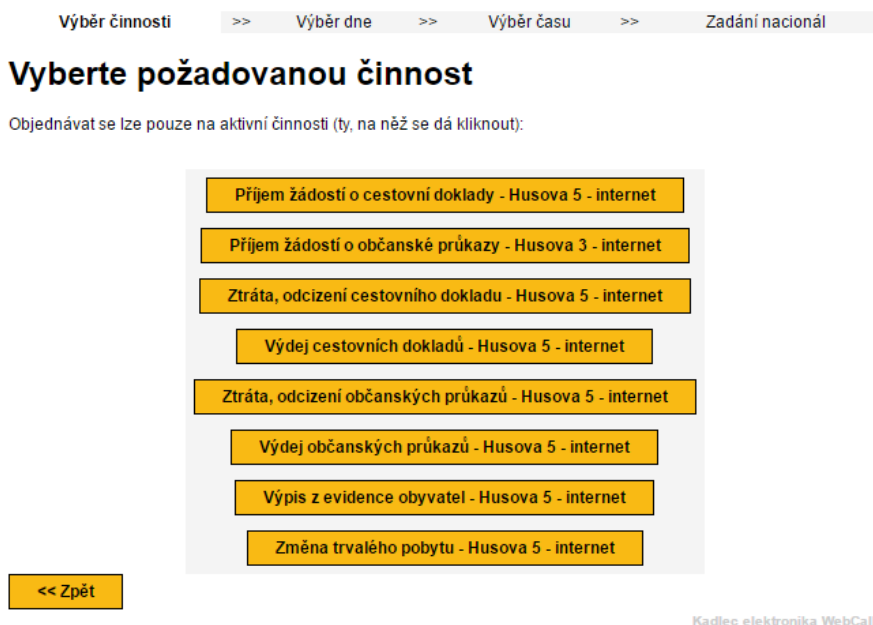 Výběr činnosti >> Výběr dne >> Výběr času >> Zadání nacionál
Vyberte požadovanou činnost
Objednávat se lze pouze na aktivní činnosti (ty, na něž se dá kliknout):
Příjem žádostí o cestovní doklady - Husova 5 - internet
Příjem žádostí o občanské průkazy - Husova 3 - internet
Ztráta, odcizení cestovního dokladu - Husova 5 - internet
Výdej cestovních dokladů - Husova 5 - internet
Ztráta, odcizení občanských průkazů - Husova 5 - internet
Výdej občanských průkazů - Husova 5 - internet
Výpis z evidence obyvatel - Husova 5 - internet
Změna trvalého pobytu - Husova 5 - internet
<< Zpět
Kadlec elektronika WebCall